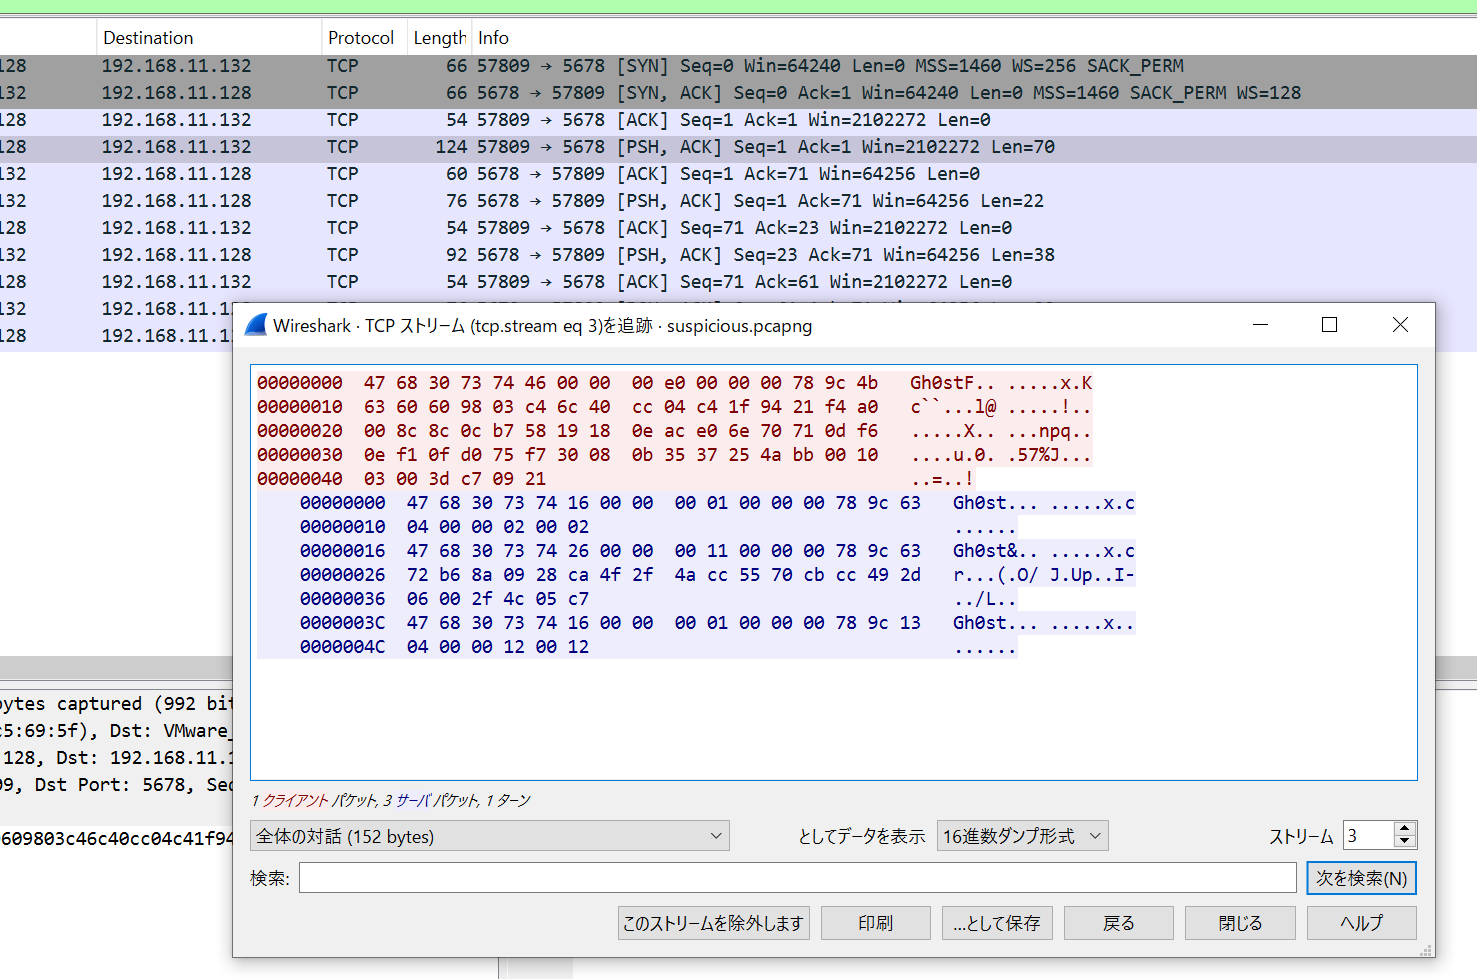 Destination Protocol Length Info
128 192.168.11.132 TCP 66 57809 → 5678 [SYN] Seq=0 Win=64240 Len=0 MSS=1460 WS=256 SACK_PERM
132 192.168.11.128 TCP 66 5678 → 57809 [SYN, ACK] Seq=0 Ack=1 Win=64240 Len=0 MSS=1460 SACK_PERM WS=128
128 192.168.11.132 TCP 54 57809 → 5678 [ACK] Seq=1 Ack=1 Win=2102272 Len=0
128 192.168.11.132 TCP 124 57809 → 5678 [PSH, ACK] Seq=1 Ack=1 Win=2102272 Len=70
132 192.168.11.128 TCP 60 5678 → 57809 [ACK] Seq=1 Ack=71 Win=64256 Len=0
132 192.168.11.128 TCP 76 5678 → 57809 [PSH, ACK] Seq=1 Ack=71 Win=64256 Len=22
128 192.168.11.132 TCP 54 57809 → 5678 [ACK] Seq=71 Ack=23 Win=2102272 Len=0
132 192.168.11.128 TCP 92 5678 → 57809 [PSH, ACK] Seq=23 Ack=71 Win=64256 Len=38
128 192.168.11.132 TCP 54 57809 → 5678 [ACK] Seq=71 Ack=61 Win=2102272 Len=0
132 192.168.11.12
128 192.168.11.13
Wireshark · TCP ストリーム (tcp.stream eq 3)を追跡 · suspicious.pcapng
00000000 47 68 30 73 74 46 00 00 00 e0 00 00 00 78 9c 4b Gh0stF.. .....x.K
00000010 63 60 60 98 03 c4 6c 40 cc 04 c4 1f 94 21 f4 a0 c``...l@ .....!..
00000020 00 8c 8c 0c b7 58 19 18 0e ac e0 6e 70 71 0d f6 .....X.. ...npq..
00000030 0e f1 0f d0 75 f7 30 08 0b 35 37 25 4a bb 00 10 ....u.0. .57%J...
00000040 03 00 3d c7 09 21 ..=..!
00000000 47 68 30 73 74 16 00 00 00 01 00 00 00 78 9c 63 Gh0st... .....x.c
00000010 04 00 00 02 00 02 ......
00000016 47 68 30 73 74 26 00 00 00 11 00 00 00 78 9c 63 Gh0st&.. .....x.c
00000026 72 b6 8a 09 28 ca 4f 2f 4a cc 55 70 cb cc 49 2d r...(.O/ J.Up..I-
00000036 06 00 2f 4c 05 c7 ../L..
0000003C 47 68 30 73 74 16 00 00 00 01 00 00 00 78 9c 13 Gh0st... .....x..
0000004C 04 00 00 12 00 12 ......
ytes captured (992 bit
c5:69:5f), Dst: VMware_
128, Dst: 192.168.11.1
09, Dst Port: 5678, Seq
609803c46c40cc04c41f94
1 クライアント パケット, 3 サーバ パケット, 1 ターン
全体の対話 (152 bytes) としてデータを表示 16進数ダンプ形式 ストリーム 3
検索: 次を検索(N)
このストリームを除外します 印刷 …として保存 戻る 閉じる ヘルプ